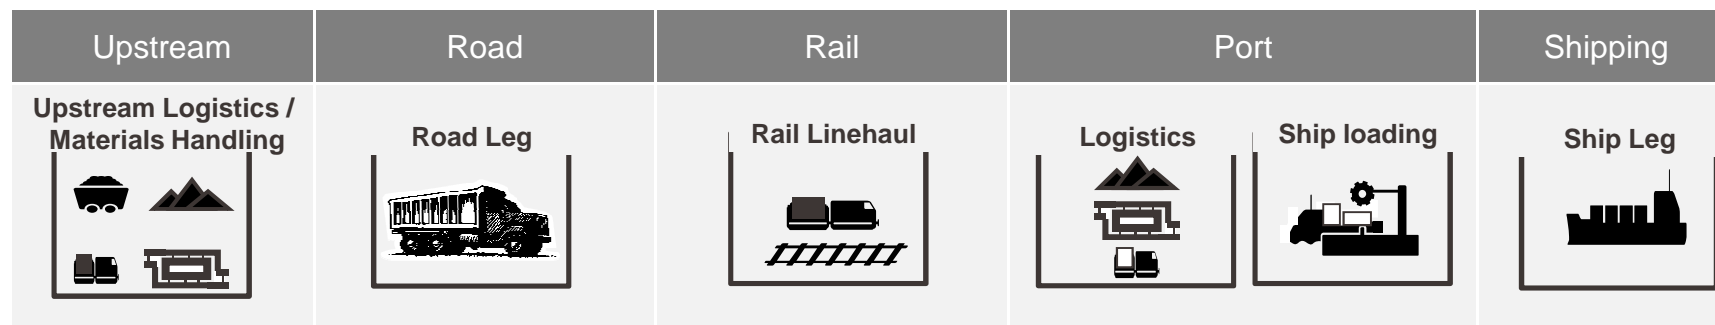 Upstream
Road
Rail
Port
Shipping
Upstream Logistics /
Materials Handling
Road Leg
Rail Linehaul
Logistics
Ship loading
Ship Leg